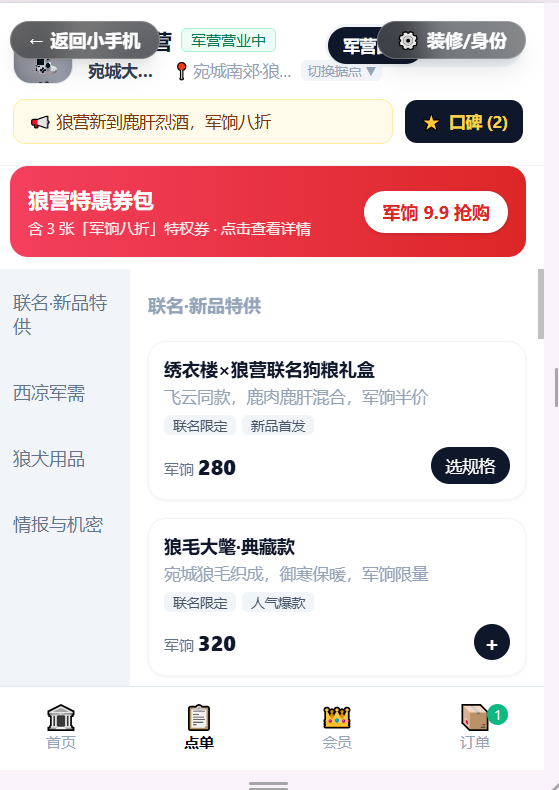 ← 返回小手机
营
军营营业中
军营
装修/身份
宛城大...
宛城南郊·狼...
切换据点 ▼
狼营新到鹿肝烈酒，军饷八折
★ 口碑 (2)
狼营特惠券包
含 3 张「军饷八折」特权券 · 点击查看详情
军饷 9.9 抢购
联名·新品特供
西凉军需
狼犬用品
情报与机密
联名·新品特供
绣衣楼×狼营联名狗粮礼盒
飞云同款，鹿肉鹿肝混合，军饷半价
联名限定
新品首发
军饷 280
选规格
狼毛大氅·典藏款
宛城狼毛织成，御寒保暖，军饷限量
联名限定
人气爆款
军饷 320
+
首页
点单
会员
订单
1